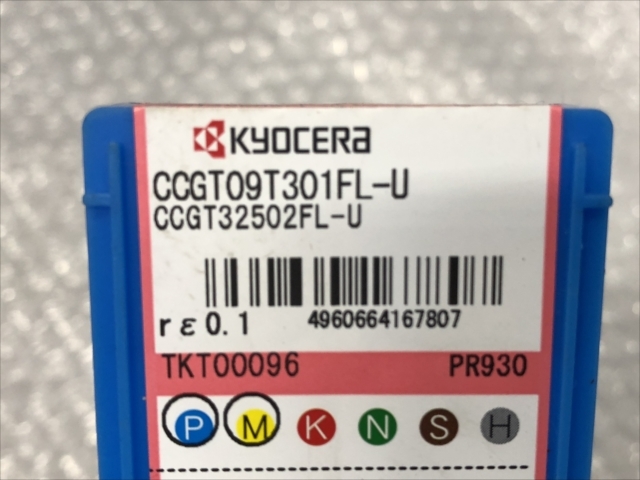 KYOCERA
CCGT09T301FL-U
CCGT32502FL-U
rε0.1 4960664167807
TKT00096 PR930
P M K N S H